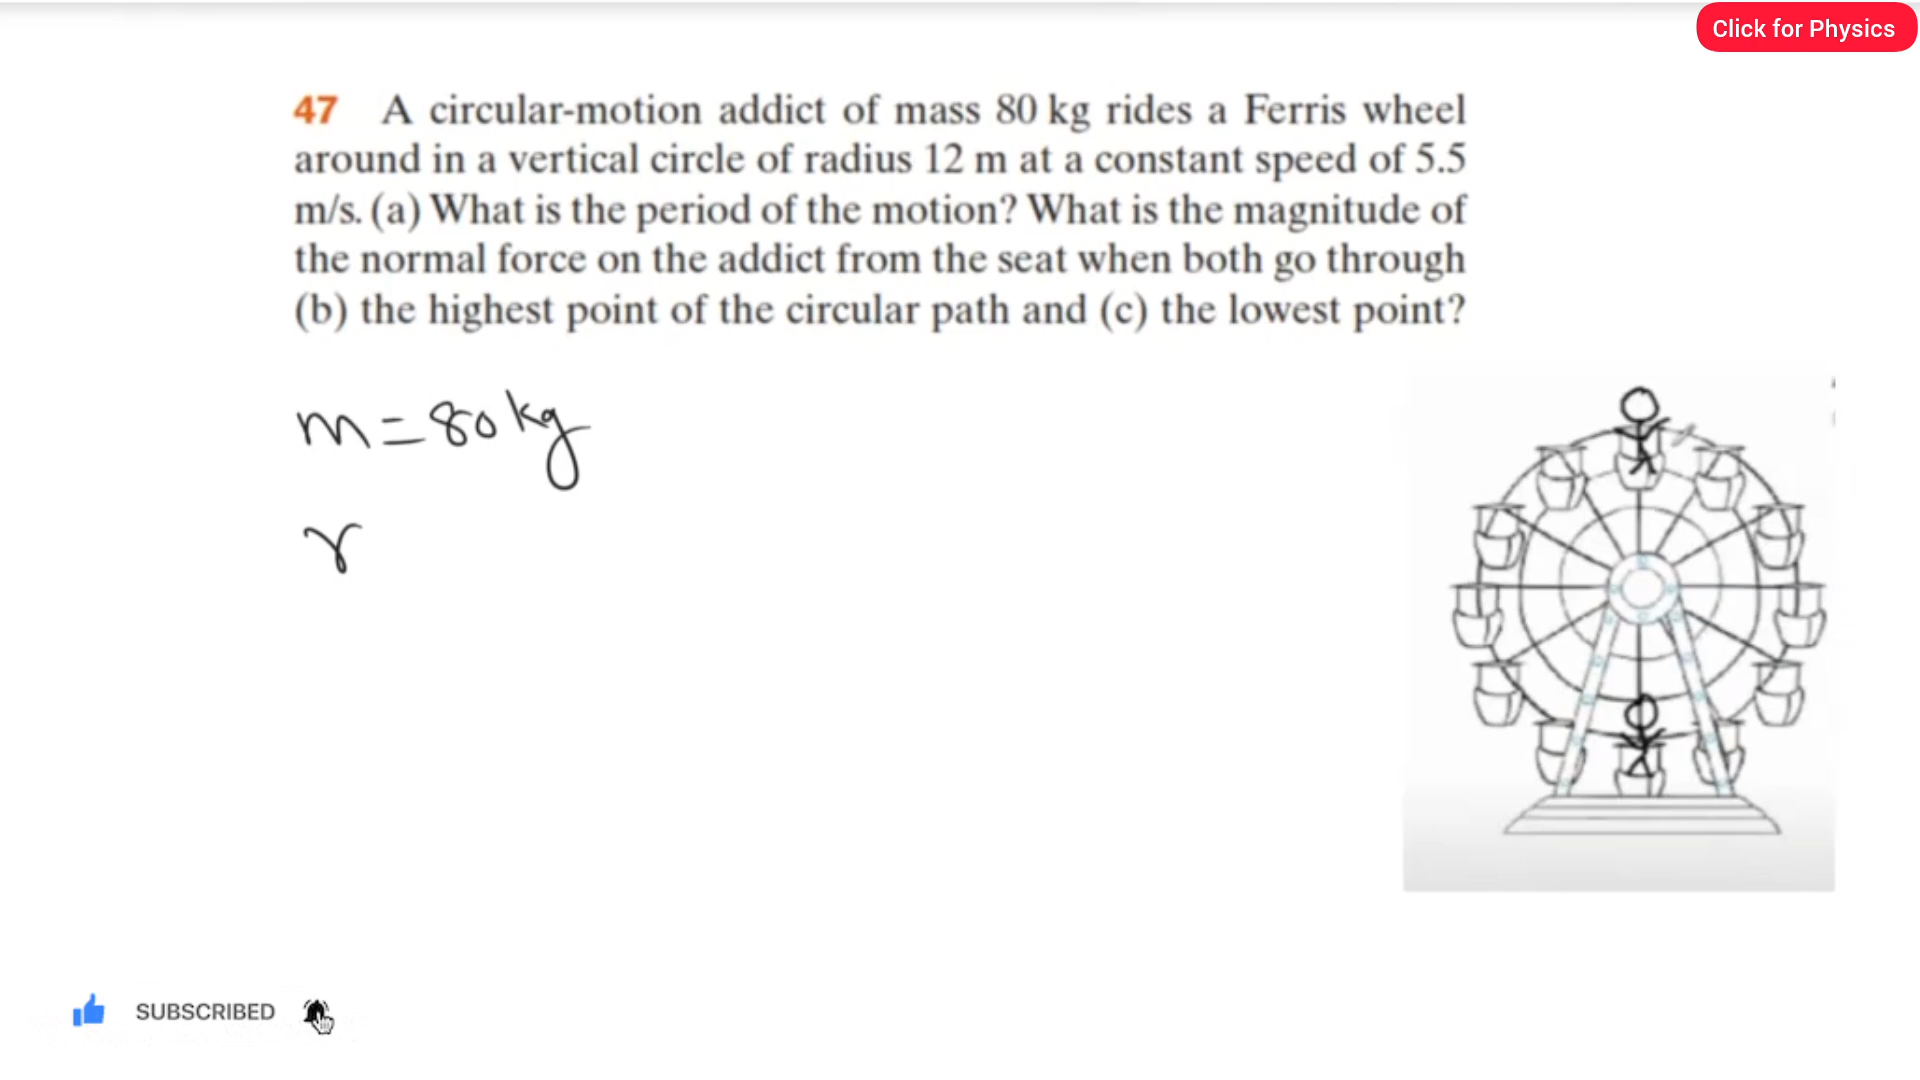 Click for Physics
47 A circular-motion addict of mass 80 kg rides a Ferris wheel
around in a vertical circle of radius 12 m at a constant speed of 5.5
m/s. (a) What is the period of the motion? What is the magnitude of
the normal force on the addict from the seat when both go through
(b) the highest point of the circular path and (c) the lowest point?
m = 80 kg
r
SUBSCRIBED